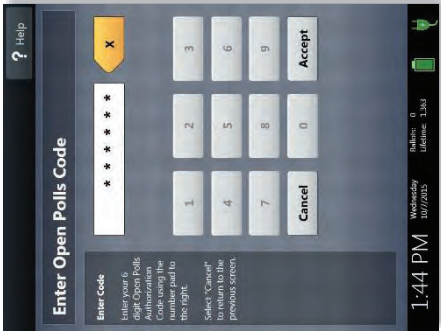 ? Help
Enter Open Polls Code
Enter Code
Enter your 6
digit Open Polls
Authorization
Code using the
number pad to
the right.
Select "Cancel"
to return to the
previous screen.
* * * * * * X
1 2 3
4 5 6
7 8 9
Cancel 0 Accept
1:44 PM
Wednesday
10/7/2015
Ballots: 0
Lifetime: 1,363